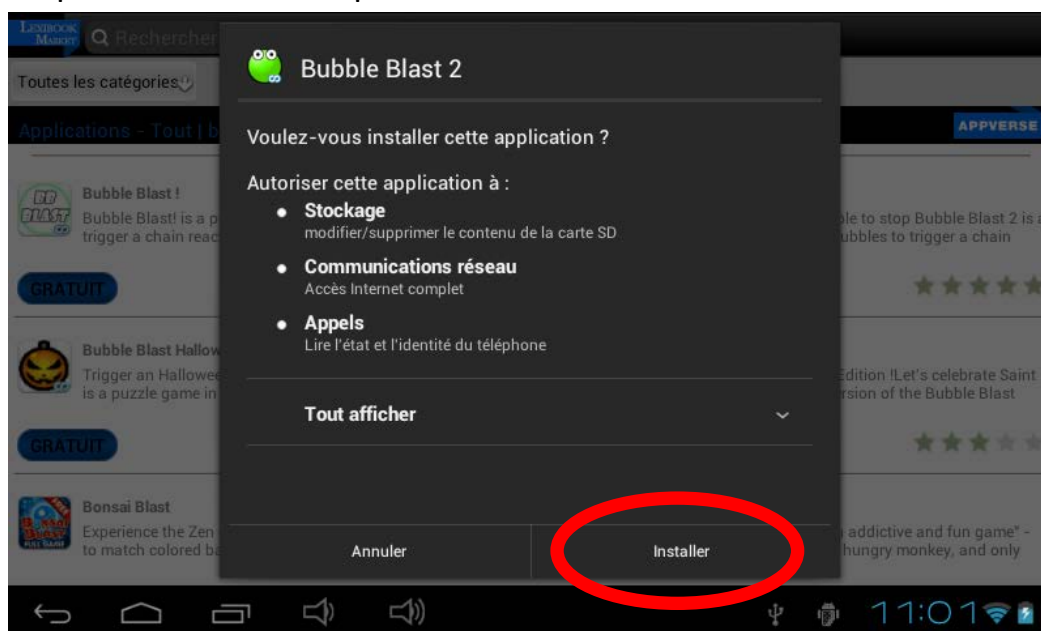 LEXIBOOK
MARKET
Rechercher
Toutes les catégories
Applications - Tout | b
APPVERSE
Bubble Blast 2
Voulez-vous installer cette application ?
Autoriser cette application à :
Stockage
modifier/supprimer le contenu de la carte SD
Communications réseau
Accès Internet complet
Appels
Lire l'état et l'identité du téléphone
Tout afficher
Annuler
Installer
Bubble Blast !
Bubble Blast! is a p
trigger a chain reac
GRATUIT
ble to stop Bubble Blast 2 is
ubbles to trigger a chain
Bubble Blast Hallow
Trigger an Hallowe
is a puzzle game in
GRATUIT
Edition !Let's celebrate Saint
rsion of the Bubble Blast
Bonsai Blast
Experience the Zen
to match colored ba
addictive and fun game" -
hungry monkey, and only
11:01